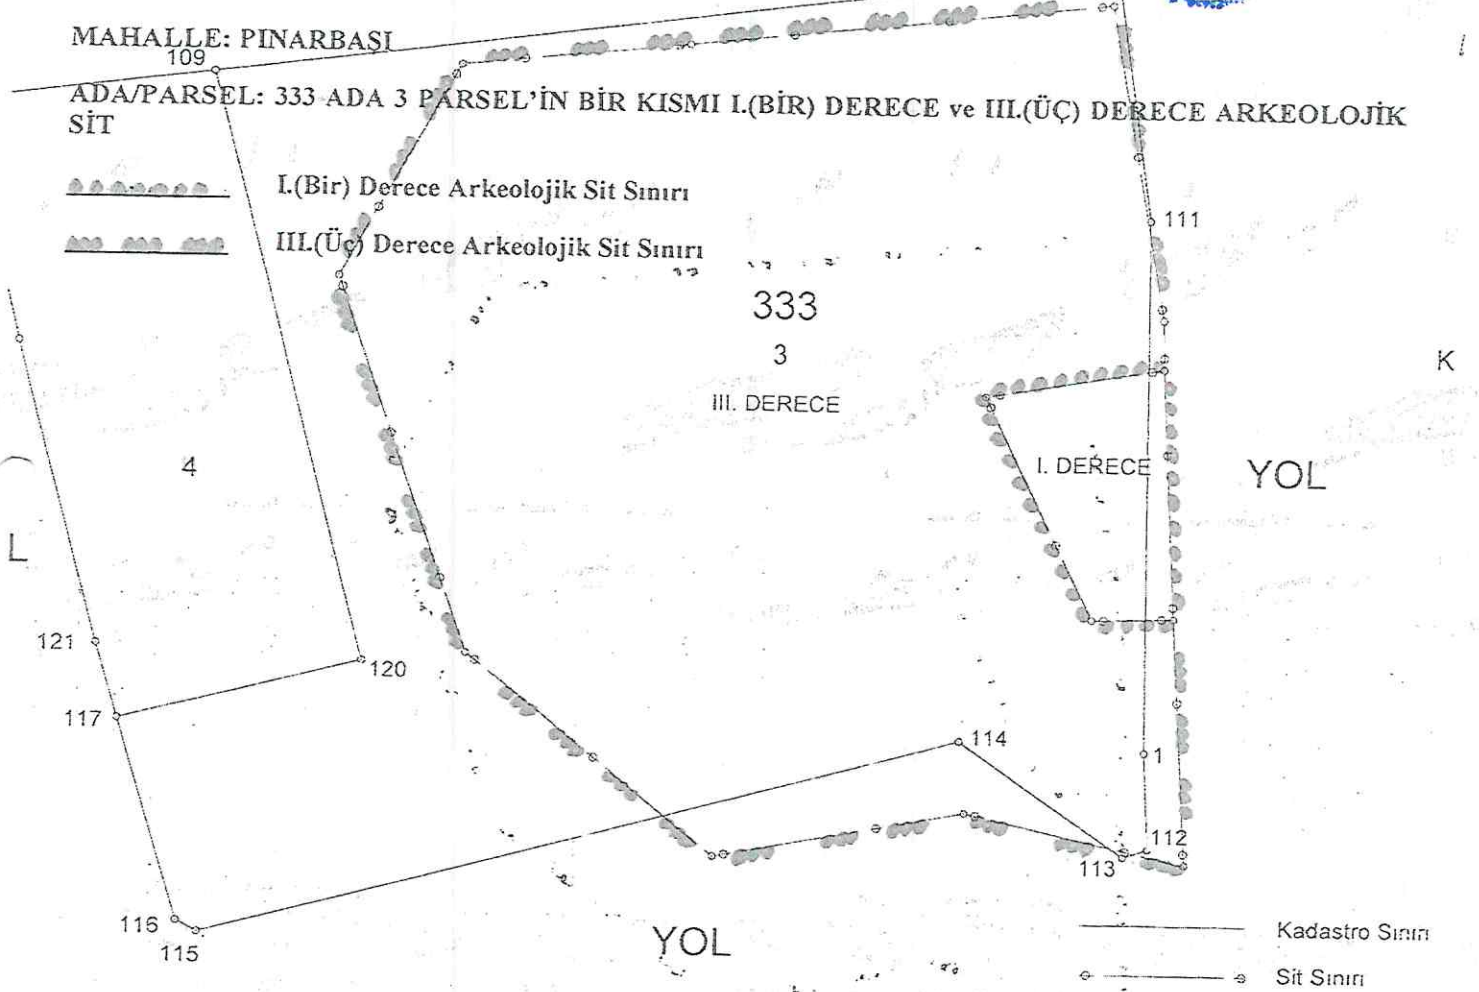 MAHALLE: PINARBAŞI
109
ADA/PARSEL: 333 ADA 3 PARSEL'İN BİR KISMI I.(BİR) DERECE ve III.(ÜÇ) DERECE ARKEOLOJİK
SİT
I.(Bir) Derece Arkeolojik Sit Sınırı
111
III.(Üç) Derece Arkeolojik Sit Sınırı
333
3
K
III. DERECE
4
I. DERECE
YOL
L
121
120
117
114
1
112
113
116
115
YOL
Kadastro Sınırı
Sit Sınırı